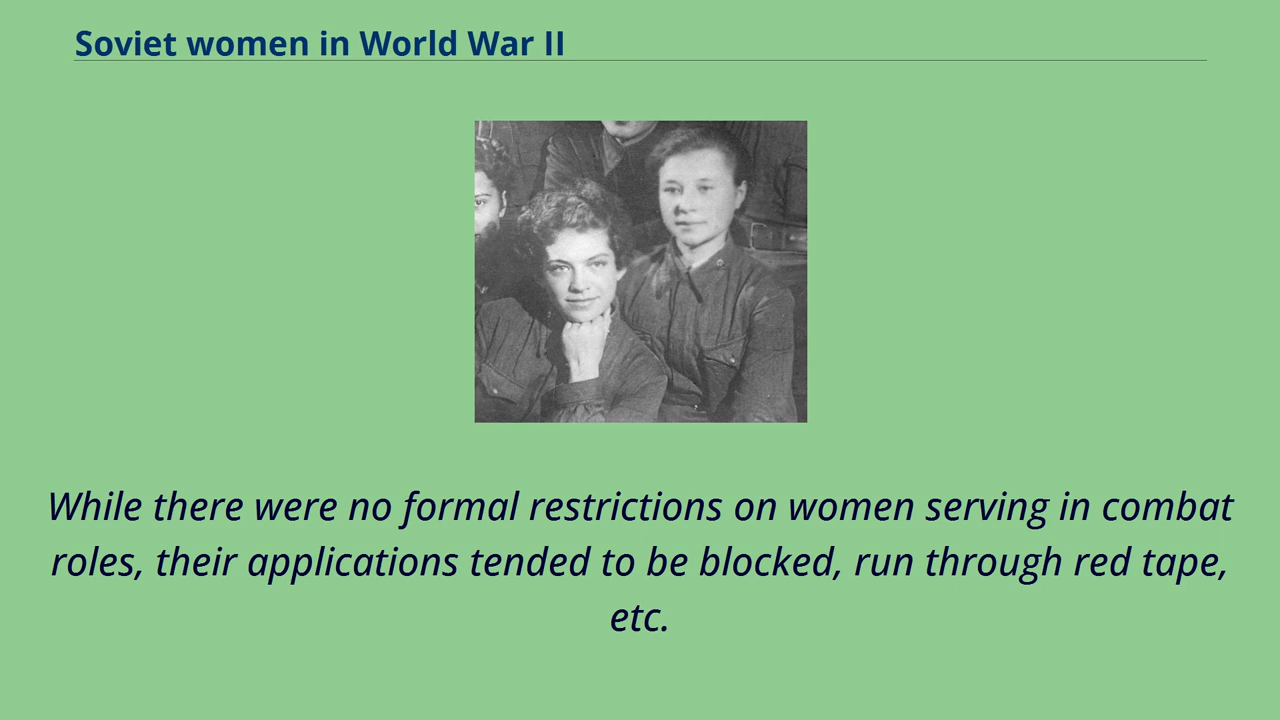 Soviet women in World War II
While there were no formal restrictions on women serving in combat
roles, their applications tended to be blocked, run through red tape,
etc.